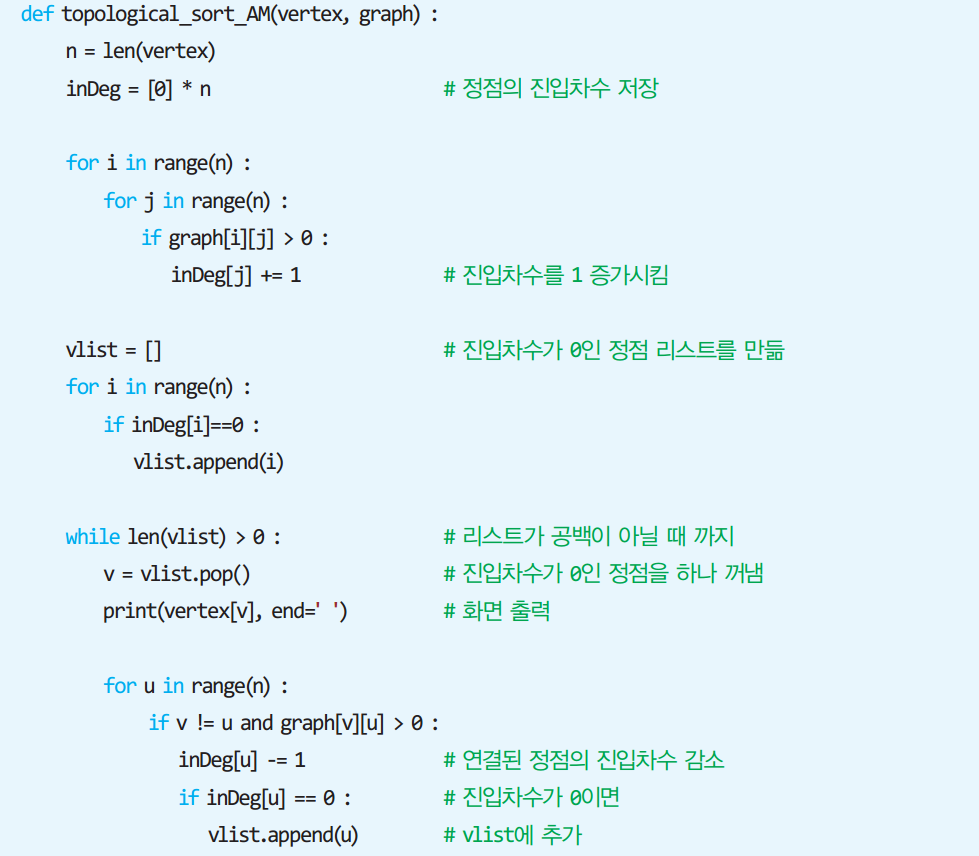 def topological_sort_AM(vertex, graph) :
n = len(vertex)
inDeg = [0] * n # 정점의 진입차수 저장
for i in range(n) :
for j in range(n) :
if graph[i][j] > 0 :
inDeg[j] += 1 # 진입차수를 1 증가시킴
vlist = [] # 진입차수가 0인 정점 리스트를 만듦
for i in range(n) :
if inDeg[i]==0 :
vlist.append(i)
while len(vlist) > 0 : # 리스트가 공백이 아닐 때 까지
v = vlist.pop() # 진입차수가 0인 정점을 하나 꺼냄
print(vertex[v], end=' ') # 화면 출력
for u in range(n) :
if v != u and graph[v][u] > 0 :
inDeg[u] -= 1 # 연결된 정점의 진입차수 감소
if inDeg[u] == 0 : # 진입차수가 0이면
vlist.append(u) # vlist에 추가